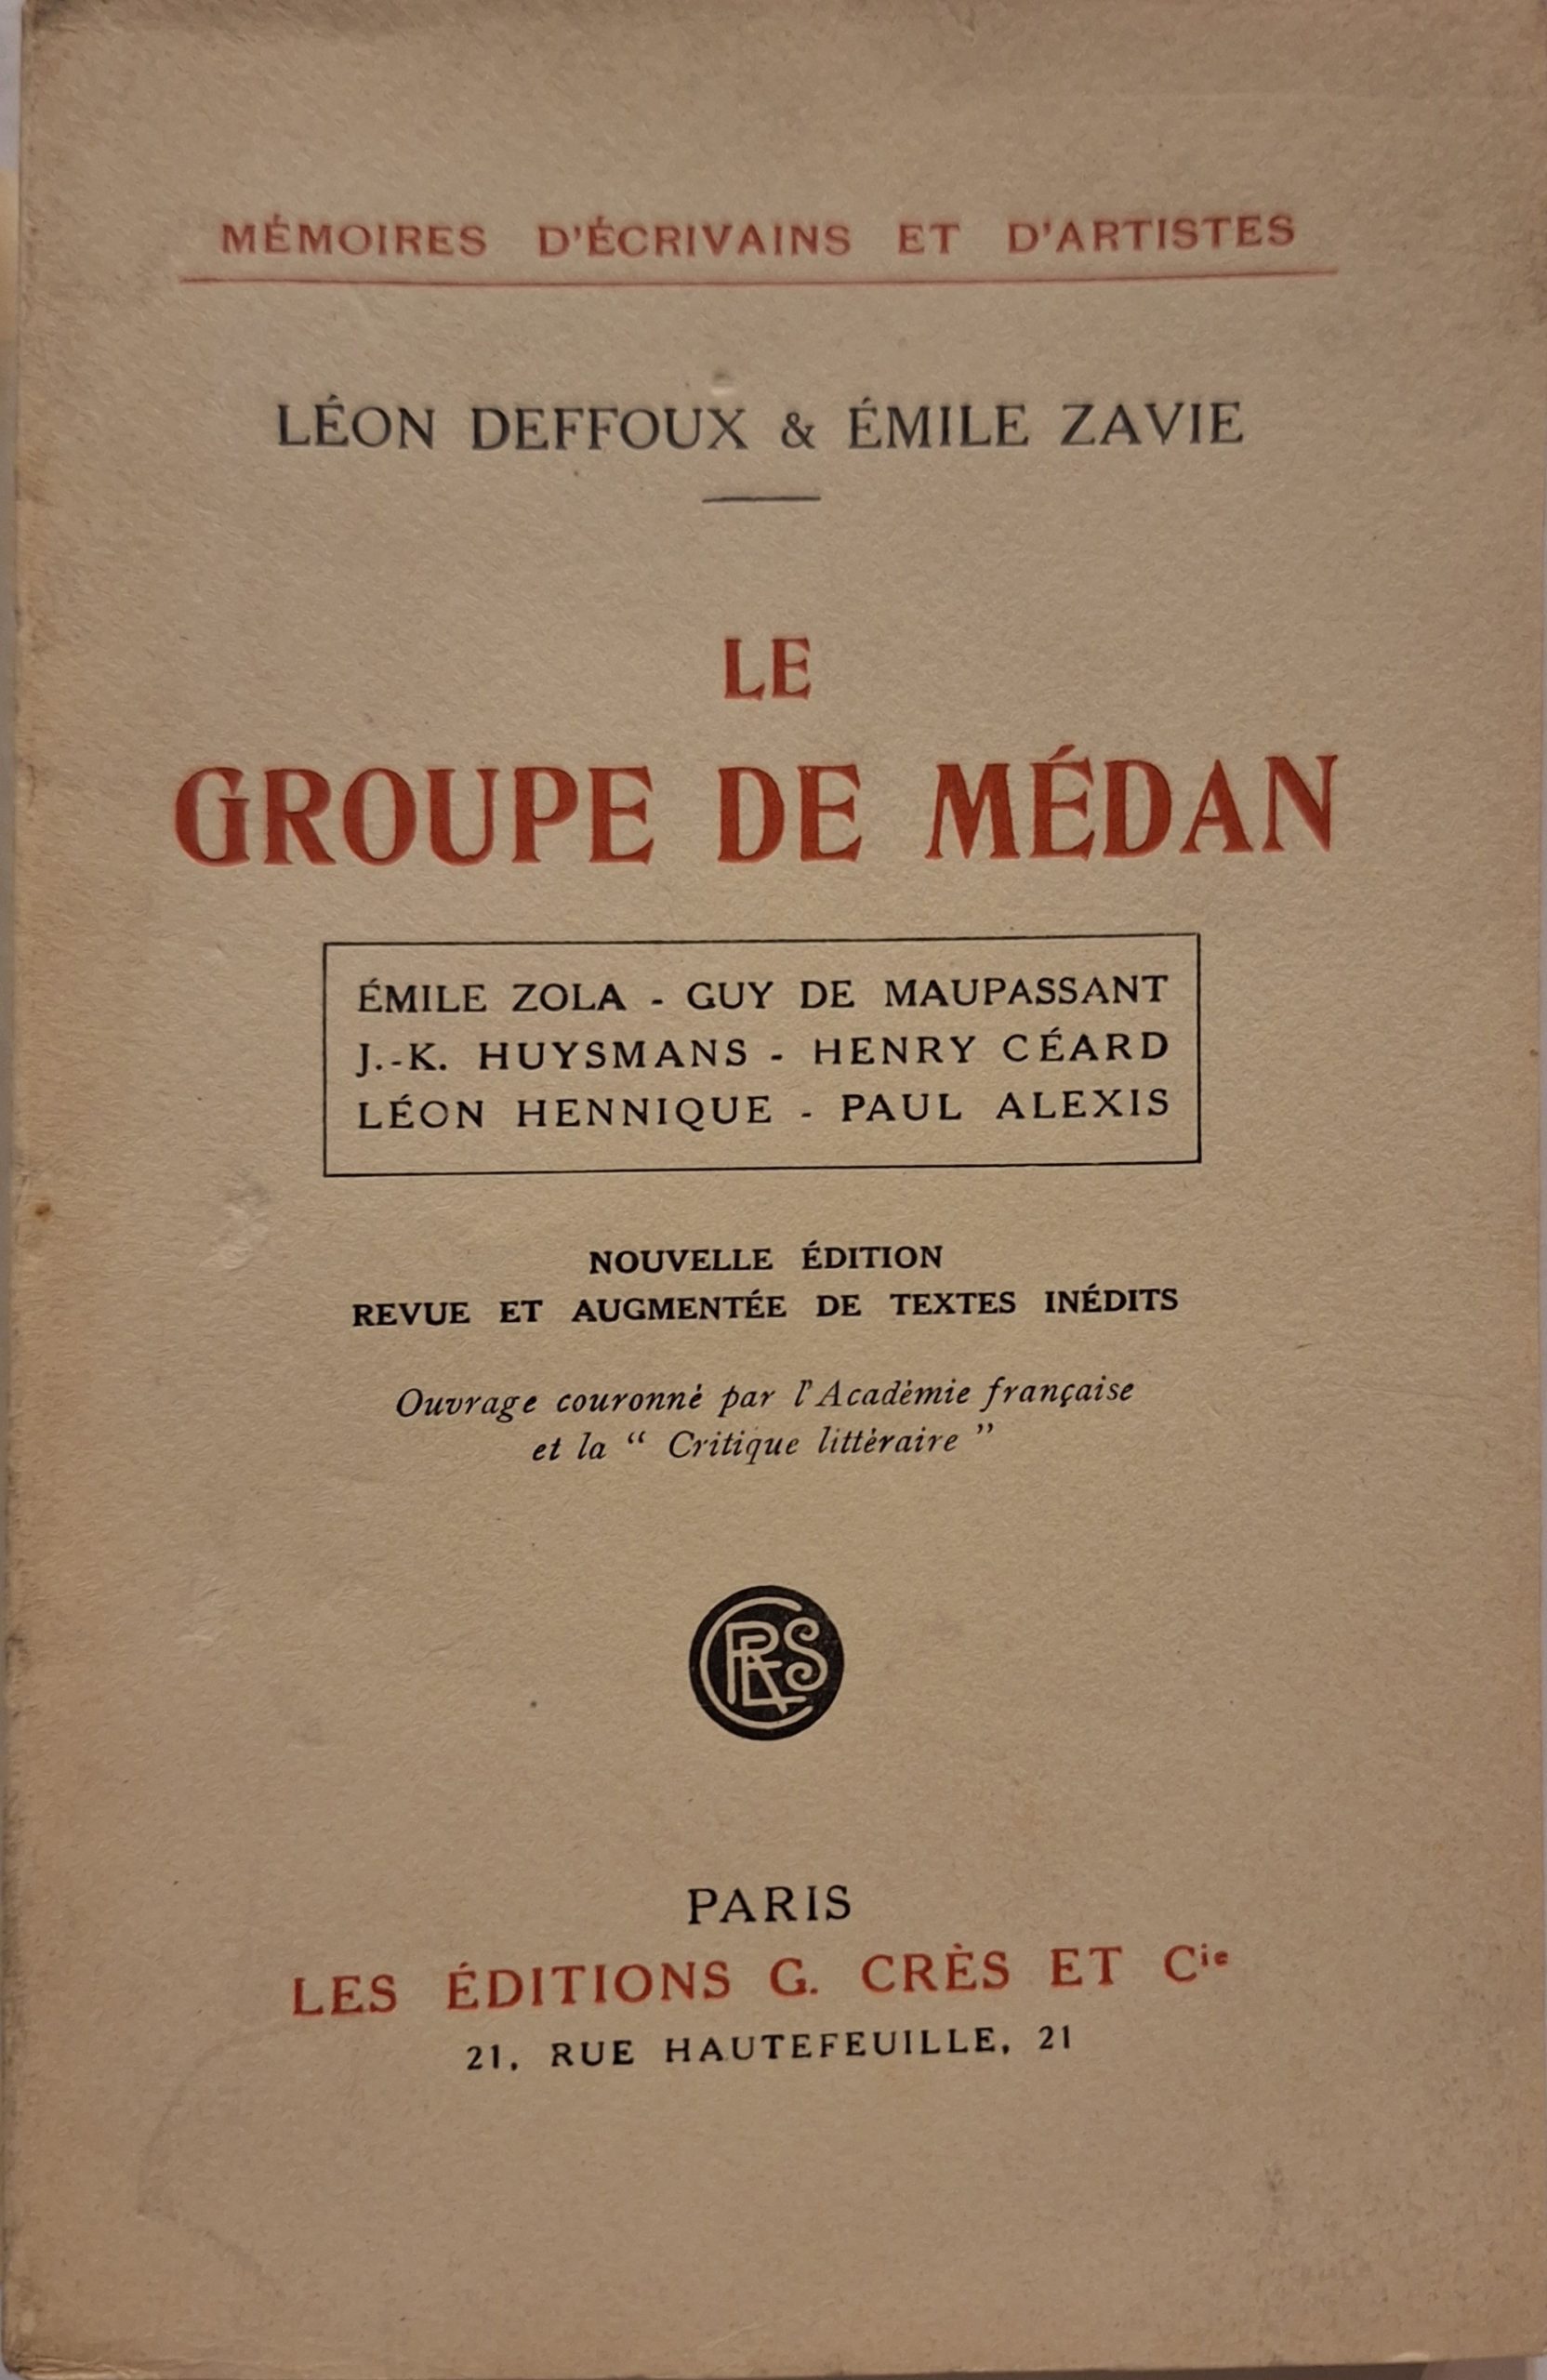 MÉMOIRES D'ÉCRIVAINS ET D'ARTISTES
LÉON DEFFOUX & ÉMILE ZAVIE
LE
GROUPE DE MÉDAN
ÉMILE ZOLA - GUY DE MAUPASSANT
J.-K. HUYSMANS - HENRY CÉARD
LÉON HENNIQUE - PAUL ALEXIS
NOUVELLE ÉDITION
REVUE ET AUGMENTÉE DE TEXTES INÉDITS
Ouvrage couronné par l'Académie française
et la “ Critique littéraire ”
CRÈS
PARIS
LES ÉDITIONS G. CRÈS ET Cie
21, RUE HAUTEFEUILLE, 21